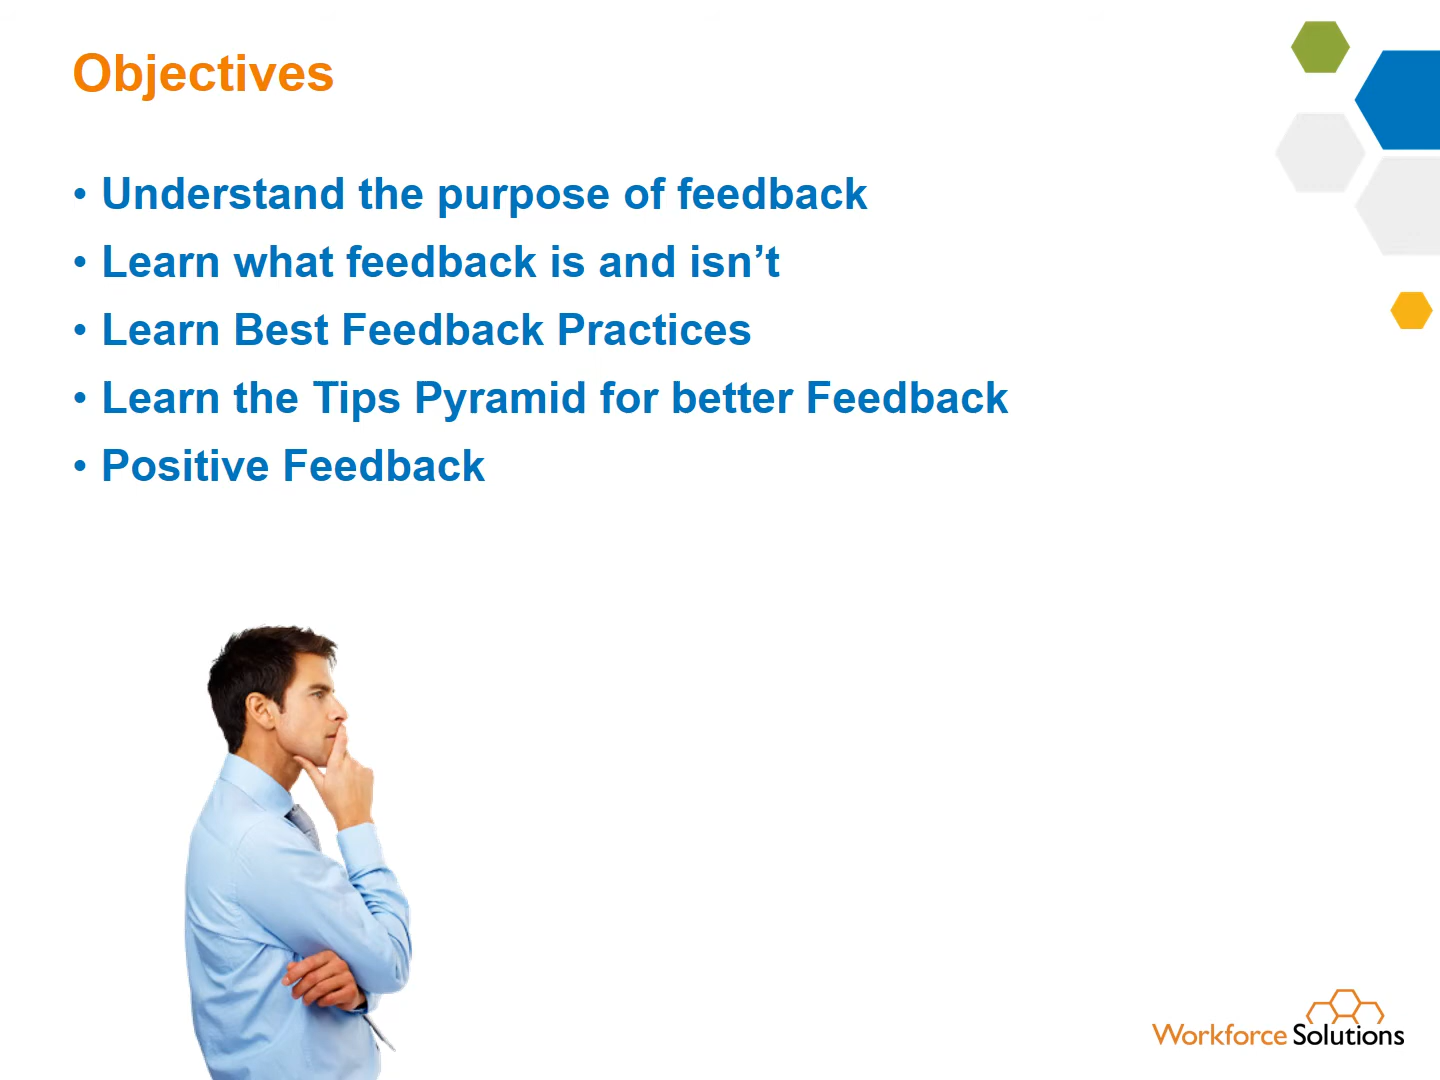 Objectives
• Understand the purpose of feedback
• Learn what feedback is and isn’t
• Learn Best Feedback Practices
• Learn the Tips Pyramid for better Feedback
• Positive Feedback
Workforce Solutions